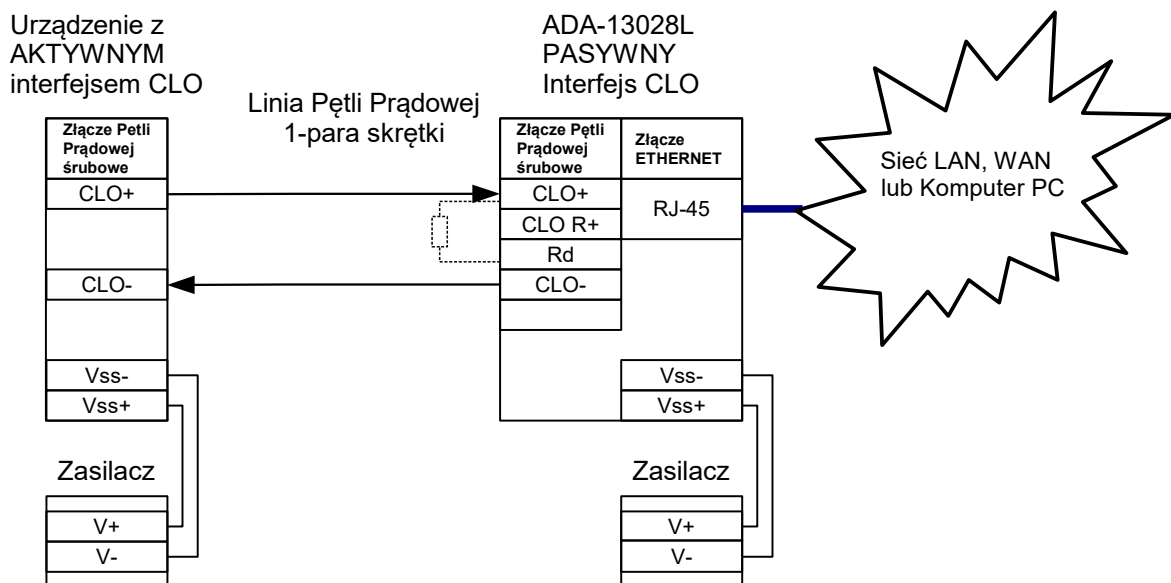 Urządzenie z
AKTYWNYM
interfejsem CLO
ADA-13028L
PASYWNY
Interfejs CLO
Linia Pętli Prądowej
1-para skrętki
Złącze Petli
Prądowej
śrubowe
CLO+
CLO-
Vss-
Vss+
Złącze Pętli
Prądowej
śrubowe
CLO+
CLO R+
Rd
CLO-
Złącze
ETHERNET
RJ-45
Vss-
Vss+
Sieć LAN, WAN
lub Komputer PC
Zasilacz
V+
V-
Zasilacz
V+
V-